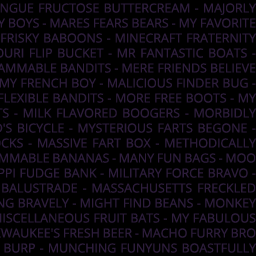 NGUE FRUCTOSE BUTTERCREAM - MAJORLY
Y BOYS - MARES FEARS BEARS - MY FAVORITE
FRISKY BABOONS - MINECRAFT FRATERNITY
OURI FLIP BUCKET - MR FANTASTIC BOATS -
AMMABLE BANDITS - MERE FRIENDS BELIEVE
MY FRENCH BOY - MALICIOUS FINDER BUG -
FLEXIBLE BANDITS - MORE FREE BOOTS - MY
TS - MILK FLAVORED BOOGERS - MORBIDLY
O'S BICYCLE - MYSTERIOUS FARTS BEGONE -
OCKS - MASSIVE FART BOX - METHODICALLY
MMABLE BANANAS - MANY FUN BAGS - MOO
PPI FUDGE BANK - MILITARY FORCE BRAVO -
BALUSTRADE - MASSACHUSETTS FRECKLED
NG BRAVELY - MIGHT FIND BEANS - MONKEY
MISCELLANEOUS FRUIT BATS - MY FABULOUS
WAUKEE'S FRESH BEER - MACHO FURRY BRO
BURP - MUNCHING FUNYUNS BOASTFULLY